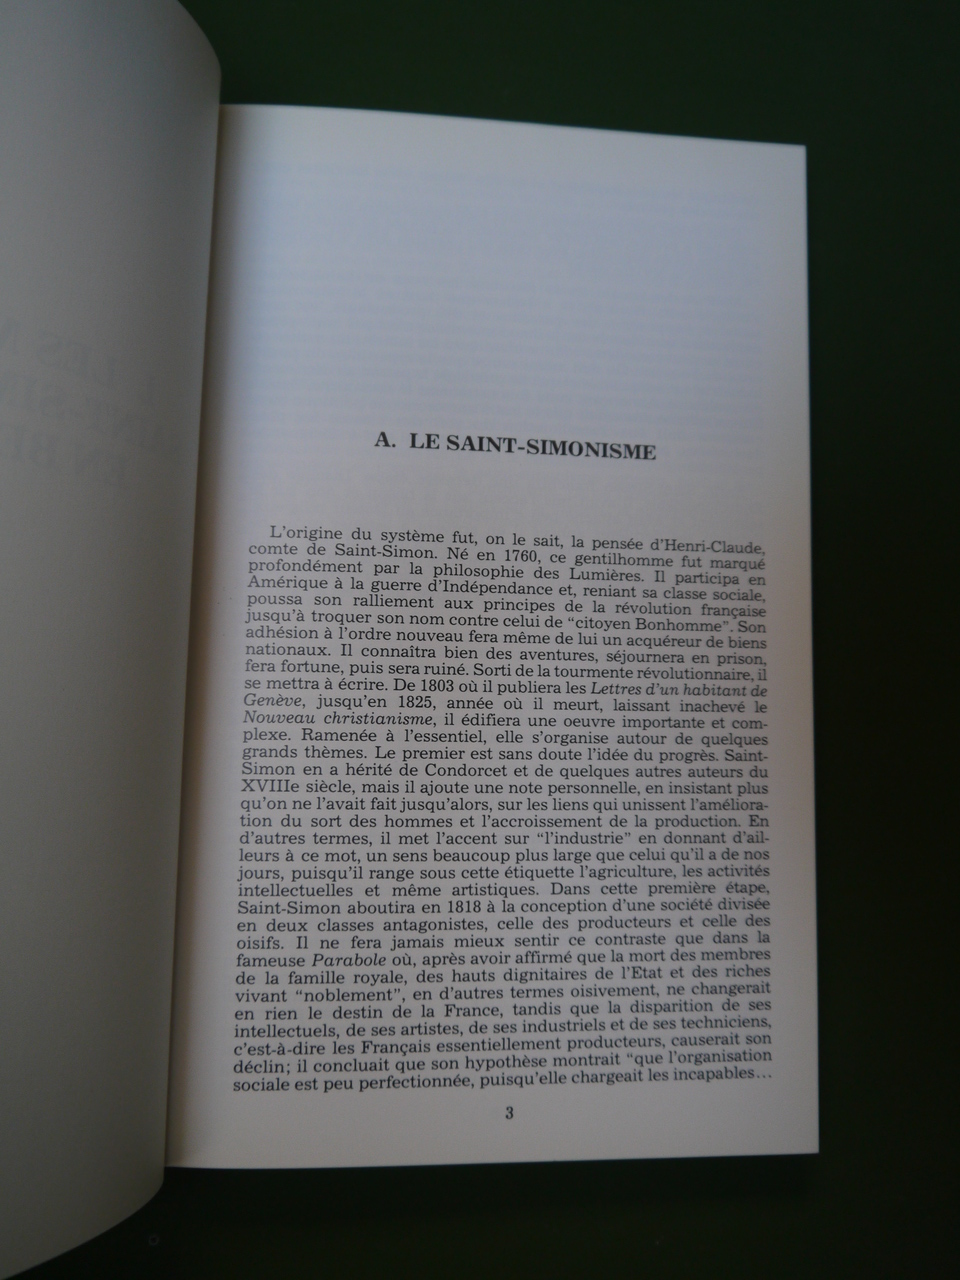 A. LE SAINT-SIMONISME
L'origine du système fut, on le sait, la pensée d'Henri-Claude,
comte de Saint-Simon. Né en 1760, ce gentilhomme fut marqué
profondément par la philosophie des Lumières. Il participa en
Amérique à la guerre d'Indépendance et, reniant sa classe sociale,
poussa son ralliement aux principes de la révolution française
jusqu'à troquer son nom contre celui de "citoyen Bonhomme". Son
adhésion à l'ordre nouveau fera même de lui un acquéreur de biens
nationaux. Il connaîtra bien des aventures, séjournera en prison,
fera fortune, puis sera ruiné. Sorti de la tourmente révolutionnaire, il
se mettra à écrire. De 1803 où il publiera les Lettres d'un habitant de
Genève, jusqu'en 1825, année où il meurt, laissant inachevé le
Nouveau christianisme, il édifiera une oeuvre importante et com-
plexe. Ramenée à l'essentiel, elle s'organise autour de quelques
grands thèmes. Le premier est sans doute l'idée du progrès. Saint-
Simon en a hérité de Condorcet et de quelques autres auteurs du
XVIIIe siècle, mais il ajoute une note personnelle, en insistant plus
qu'on ne l'avait fait jusqu'alors, sur les liens qui unissent l'améliora-
tion du sort des hommes et l'accroissement de la production. En
d'autres termes, il met l'accent sur "l'industrie" en donnant d'ail-
leurs à ce mot, un sens beaucoup plus large que celui qu'il a de nos
jours, puisqu'il range sous cette étiquette l'agriculture, les activités
intellectuelles et même artistiques. Dans cette première étape,
Saint-Simon aboutira en 1818 à la conception d'une société divisée
en deux classes antagonistes, celle des producteurs et celle des
oisifs. Il ne fera jamais mieux sentir ce contraste que dans la
fameuse Parabole où, après avoir affirmé que la mort des membres
de la famille royale, des hauts dignitaires de l'Etat et des riches
vivant "noblement", en d'autres termes oisivement, ne changerait
en rien le destin de la France, tandis que la disparition de ses
intellectuels, de ses artistes, de ses industriels et de ses techniciens,
c'est-à-dire les Français essentiellement producteurs, causerait son
déclin; il concluait que son hypothèse montrait "que l'organisation
sociale est peu perfectionnée, puisqu'elle chargeait les incapables...
3